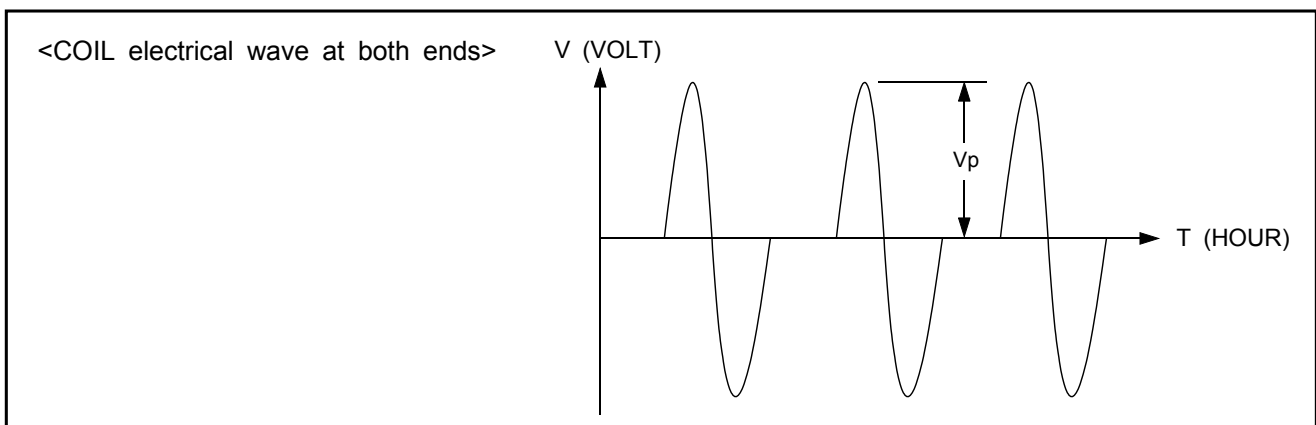 <COIL electrical wave at both ends>
V (VOLT)
Vp
T (HOUR)